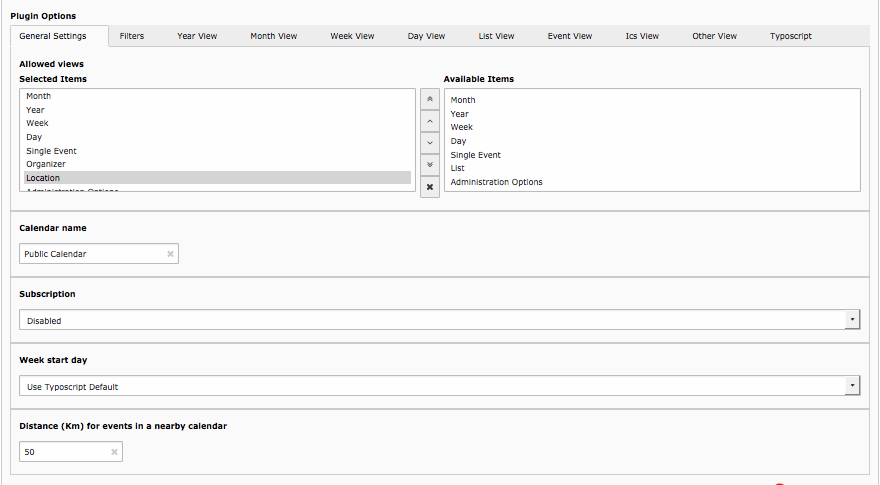 Plugin Options
General Settings Filters Year View Month View Week View Day View List View Event View Ics View Other View Typoscript
Allowed views
Selected Items Available Items
Month
Year
Week
Day
Single Event
Organizer
Location
Administration Options
Month
Year
Week
Day
Single Event
List
Administration Options
Calendar name
Public Calendar
Subscription
Disabled
Week start day
Use Typoscript Default
Distance (Km) for events in a nearby calendar
50